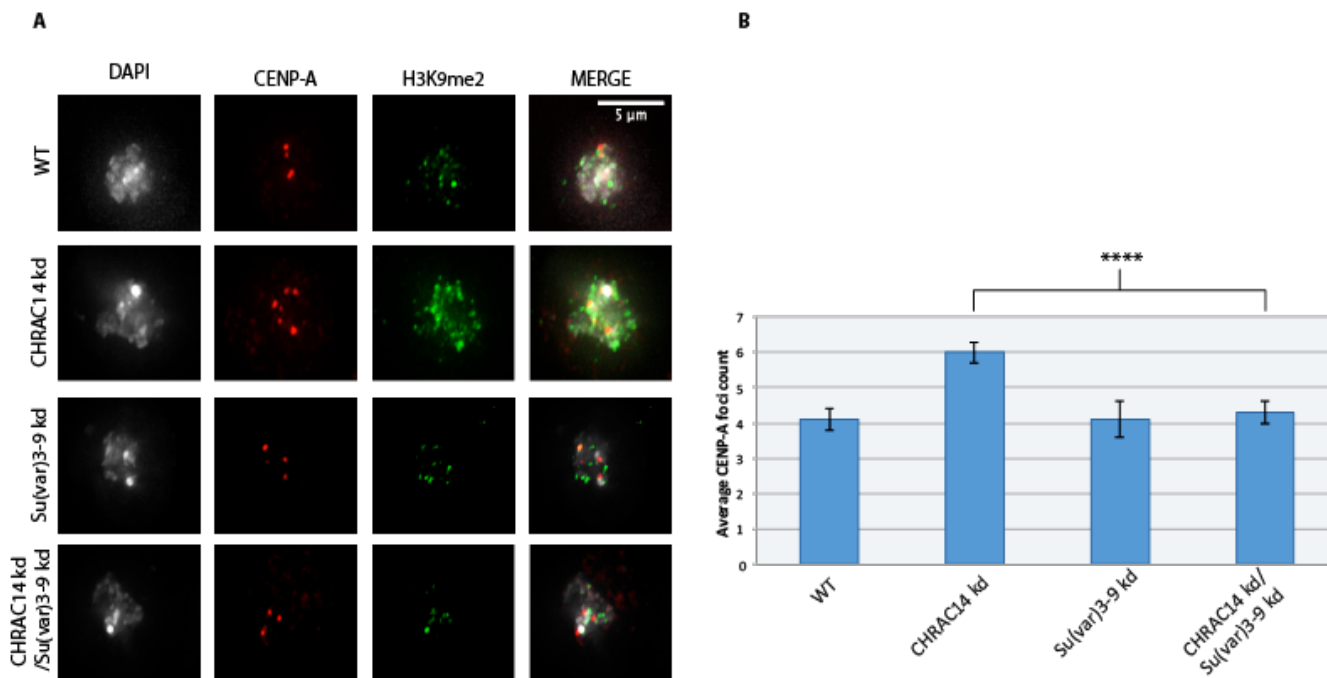 A
DAPI
CENP-A
H3K9me2
MERGE
5 µm
WT
CHRAC14 kd
Su(var)3-9 kd
CHRAC14 kd
/Su(var)3-9 kd
B
****
Average CENP-A foci count
7
6
5
4
3
2
1
0
WT
CHRAC14 kd
Su(var)3-9 kd
CHRAC14 kd/
Su(var)3-9 kd